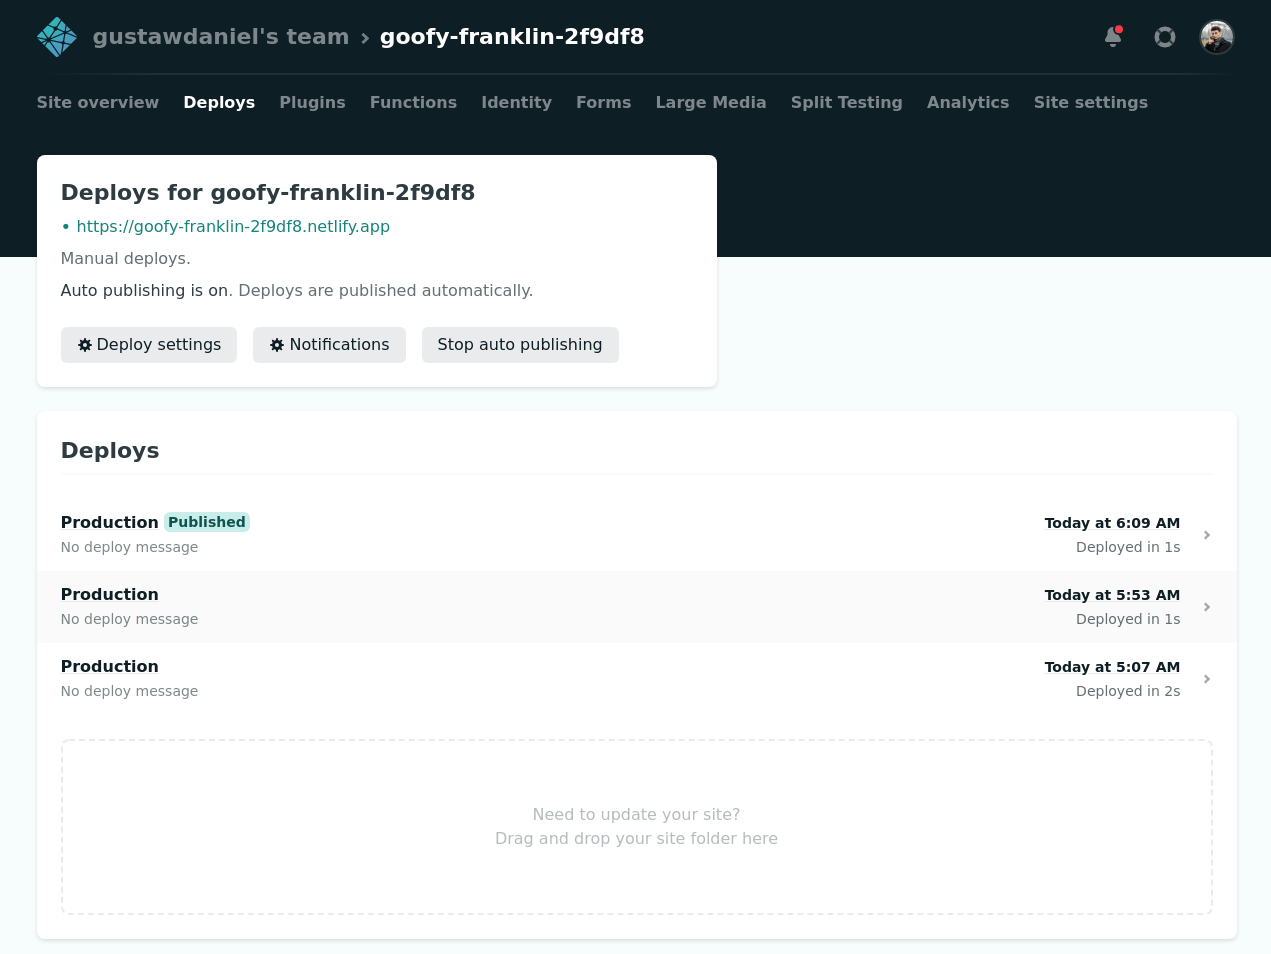 gustawdaniel's team › goofy-franklin-2f9df8
Site overview Deploys Plugins Functions Identity Forms Large Media Split Testing Analytics Site settings
Deploys for goofy-franklin-2f9df8
• https://goofy-franklin-2f9df8.netlify.app
Manual deploys.
Auto publishing is on. Deploys are published automatically.
Deploy settings Notifications Stop auto publishing
Deploys
Production Published Today at 6:09 AM
No deploy message Deployed in 1s
Production Today at 5:53 AM
No deploy message Deployed in 1s
Production Today at 5:07 AM
No deploy message Deployed in 2s
Need to update your site?
Drag and drop your site folder here